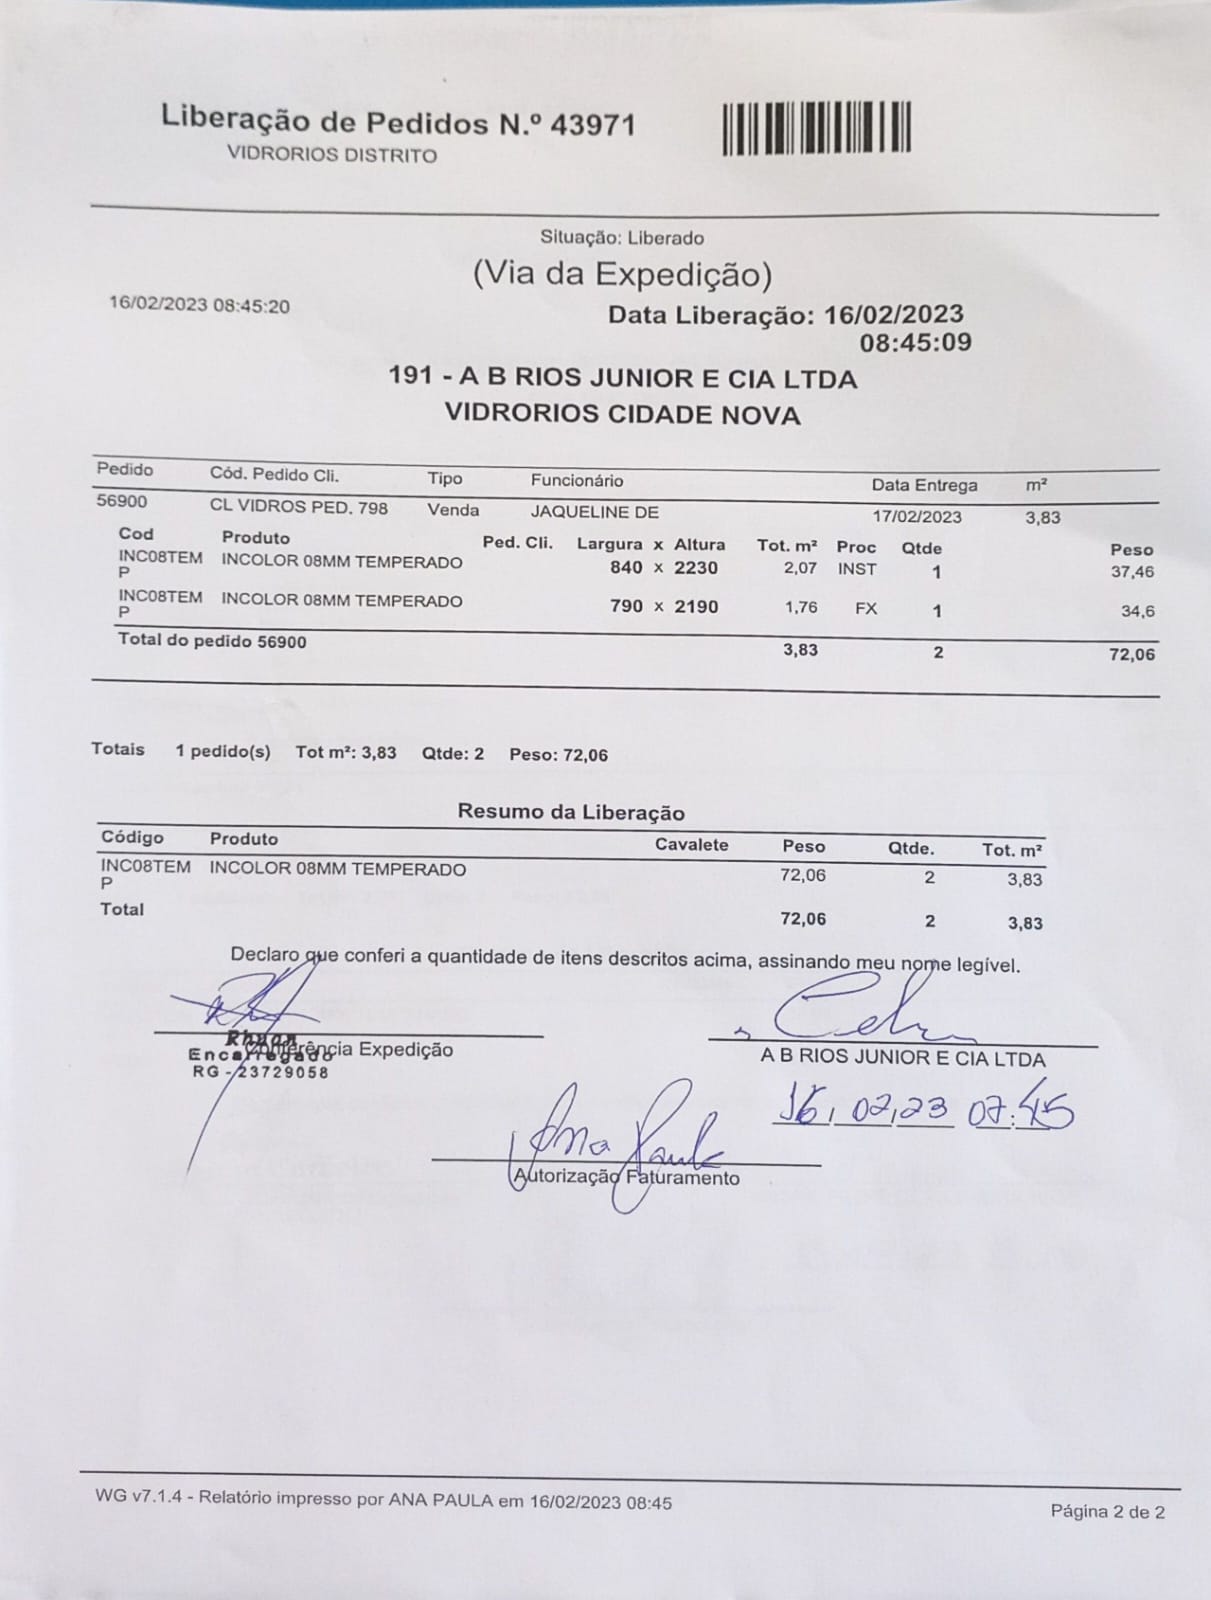 Liberação de Pedidos N.º 43971
VIDRORIOS DISTRITO
Situação: Liberado
(Via da Expedição)
16/02/2023 08:45:20
Data Liberação: 16/02/2023
08:45:09
191 - A B RIOS JUNIOR E CIA LTDA
VIDRORIOS CIDADE NOVA
Pedido Cód. Pedido Cli. Tipo Funcionário Data Entrega m²
56900 CL VIDROS PED. 798 Venda JAQUELINE DE 17/02/2023 3,83
Cod Produto Ped. Cli. Largura x Altura Tot. m² Proc Qtde Peso
INC08TEM INCOLOR 08MM TEMPERADO 840 x 2230 2,07 INST 1 37,46
P
INC08TEM INCOLOR 08MM TEMPERADO 790 x 2190 1,76 FX 1 34,6
P
Total do pedido 56900 3,83 2 72,06
Totais 1 pedido(s) Tot m²: 3,83 Qtde: 2 Peso: 72,06
Resumo da Liberação
Código Produto Cavalete Peso Qtde. Tot. m²
INC08TEM INCOLOR 08MM TEMPERADO 72,06 2 3,83
P
Total 72,06 2 3,83
Declaro que conferi a quantidade de itens descritos acima, assinando meu nome legível.
Rhuan
Conferência Expedição
Encarregado
RG - 23729058
A B RIOS JUNIOR E CIA LTDA
16, 02, 23 07:45
Ana Paula
Autorização Faturamento
WG v7.1.4 - Relatório impresso por ANA PAULA em 16/02/2023 08:45
Página 2 de 2